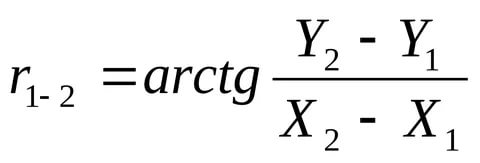 r₁₋₂ = arctg (Y₂ - Y₁) / (X₂ - X₁)